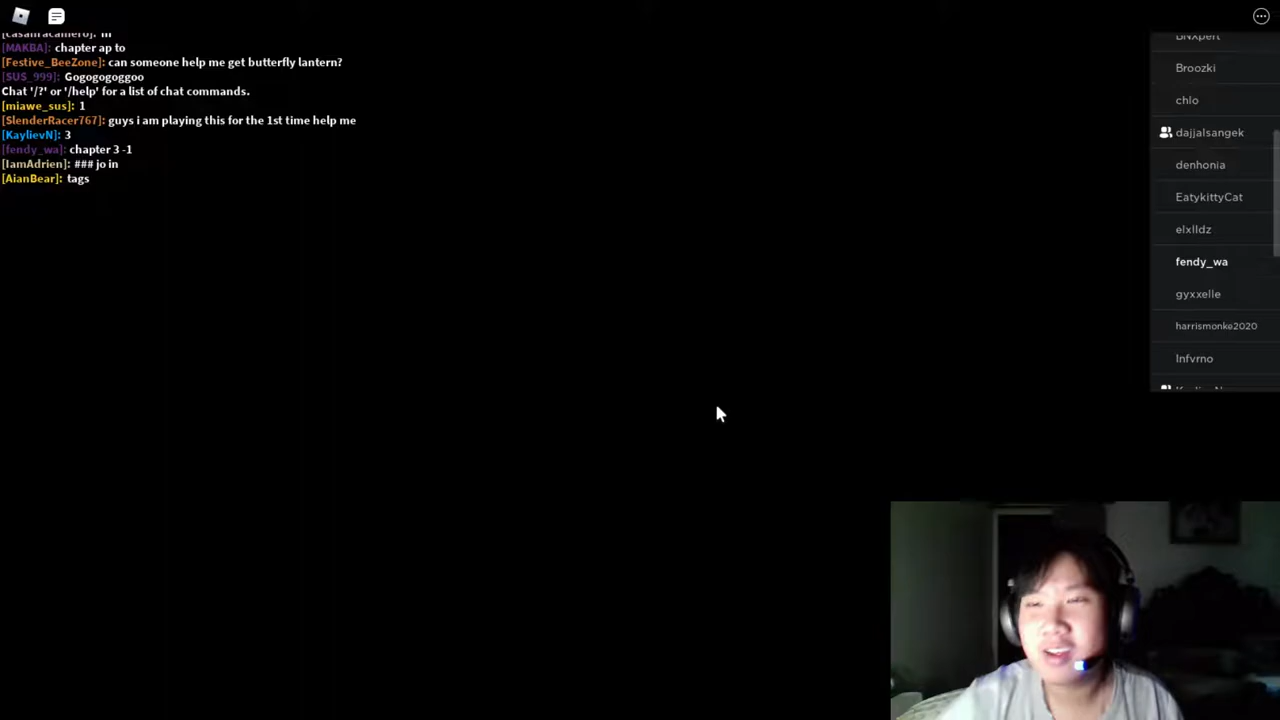 [MAKBA]: chapter ap to
[Festive_BeeZone]: can someone help me get butterfly lantern?
[SUS_999]: Gogogogoggoo
Chat '/?' or '/help' for a list of chat commands.
[miawe_sus]: 1
[SlenderRacer767]: guys i am playing this for the 1st time help me
[KaylievN]: 3
[fendy_wa]: chapter 3 -1
[IamAdrien]: ### jo in
[AianBear]: tags
BNXpert
Broozki
chlo
dajjalsangek
denhonia
EatykittyCat
elxlldz
fendy_wa
gyxxelle
harrismonke2020
Infvrno